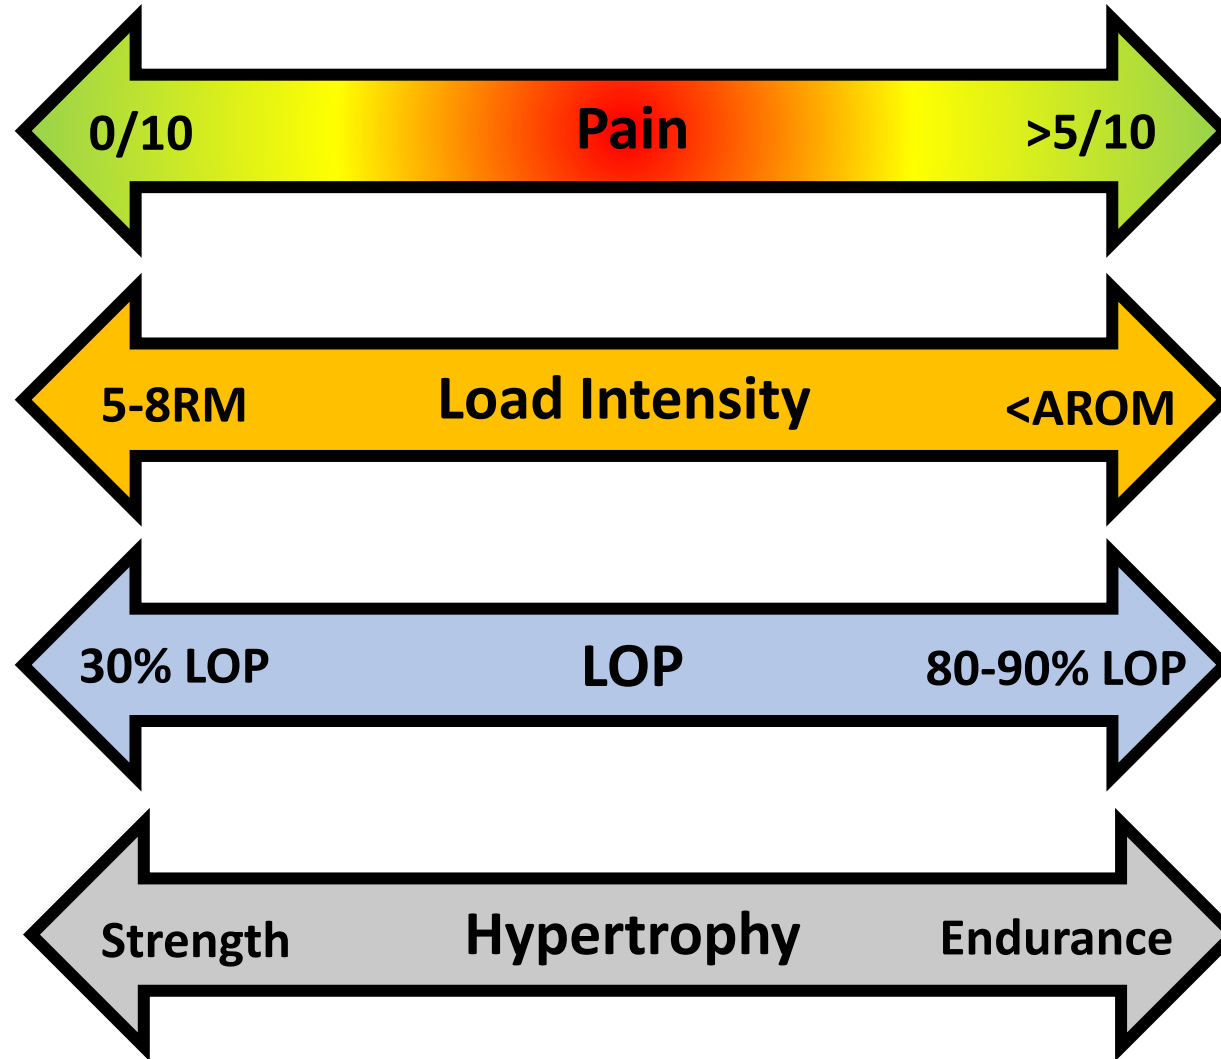 0/10 Pain >5/10
5-8RM Load Intensity <AROM
30% LOP LOP 80-90% LOP
Strength Hypertrophy Endurance